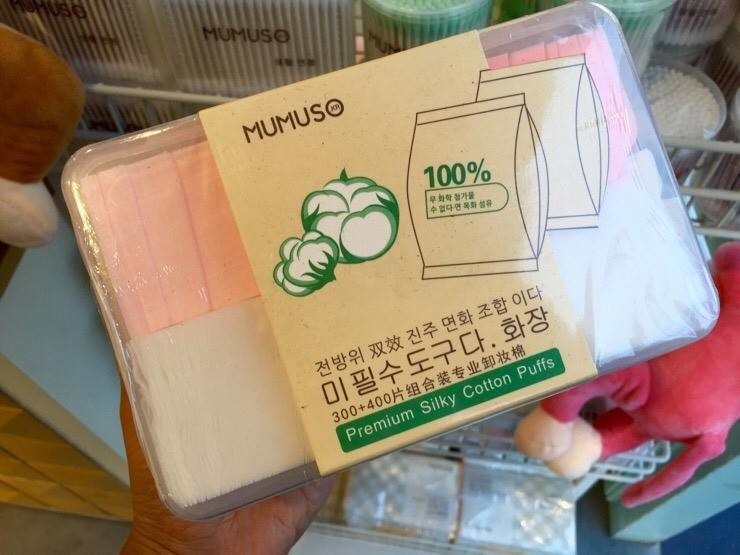 MUMUSO
MUMUSO
MUMUSO KR
100%
무 화학 첨가물
수 없다 면 목화 섬유
전방위 双效 진주 면화 조합 이다
미 필수 도구 다 . 화장
300+400片组合装专业卸妆棉
Premium Silky Cotton Puffs